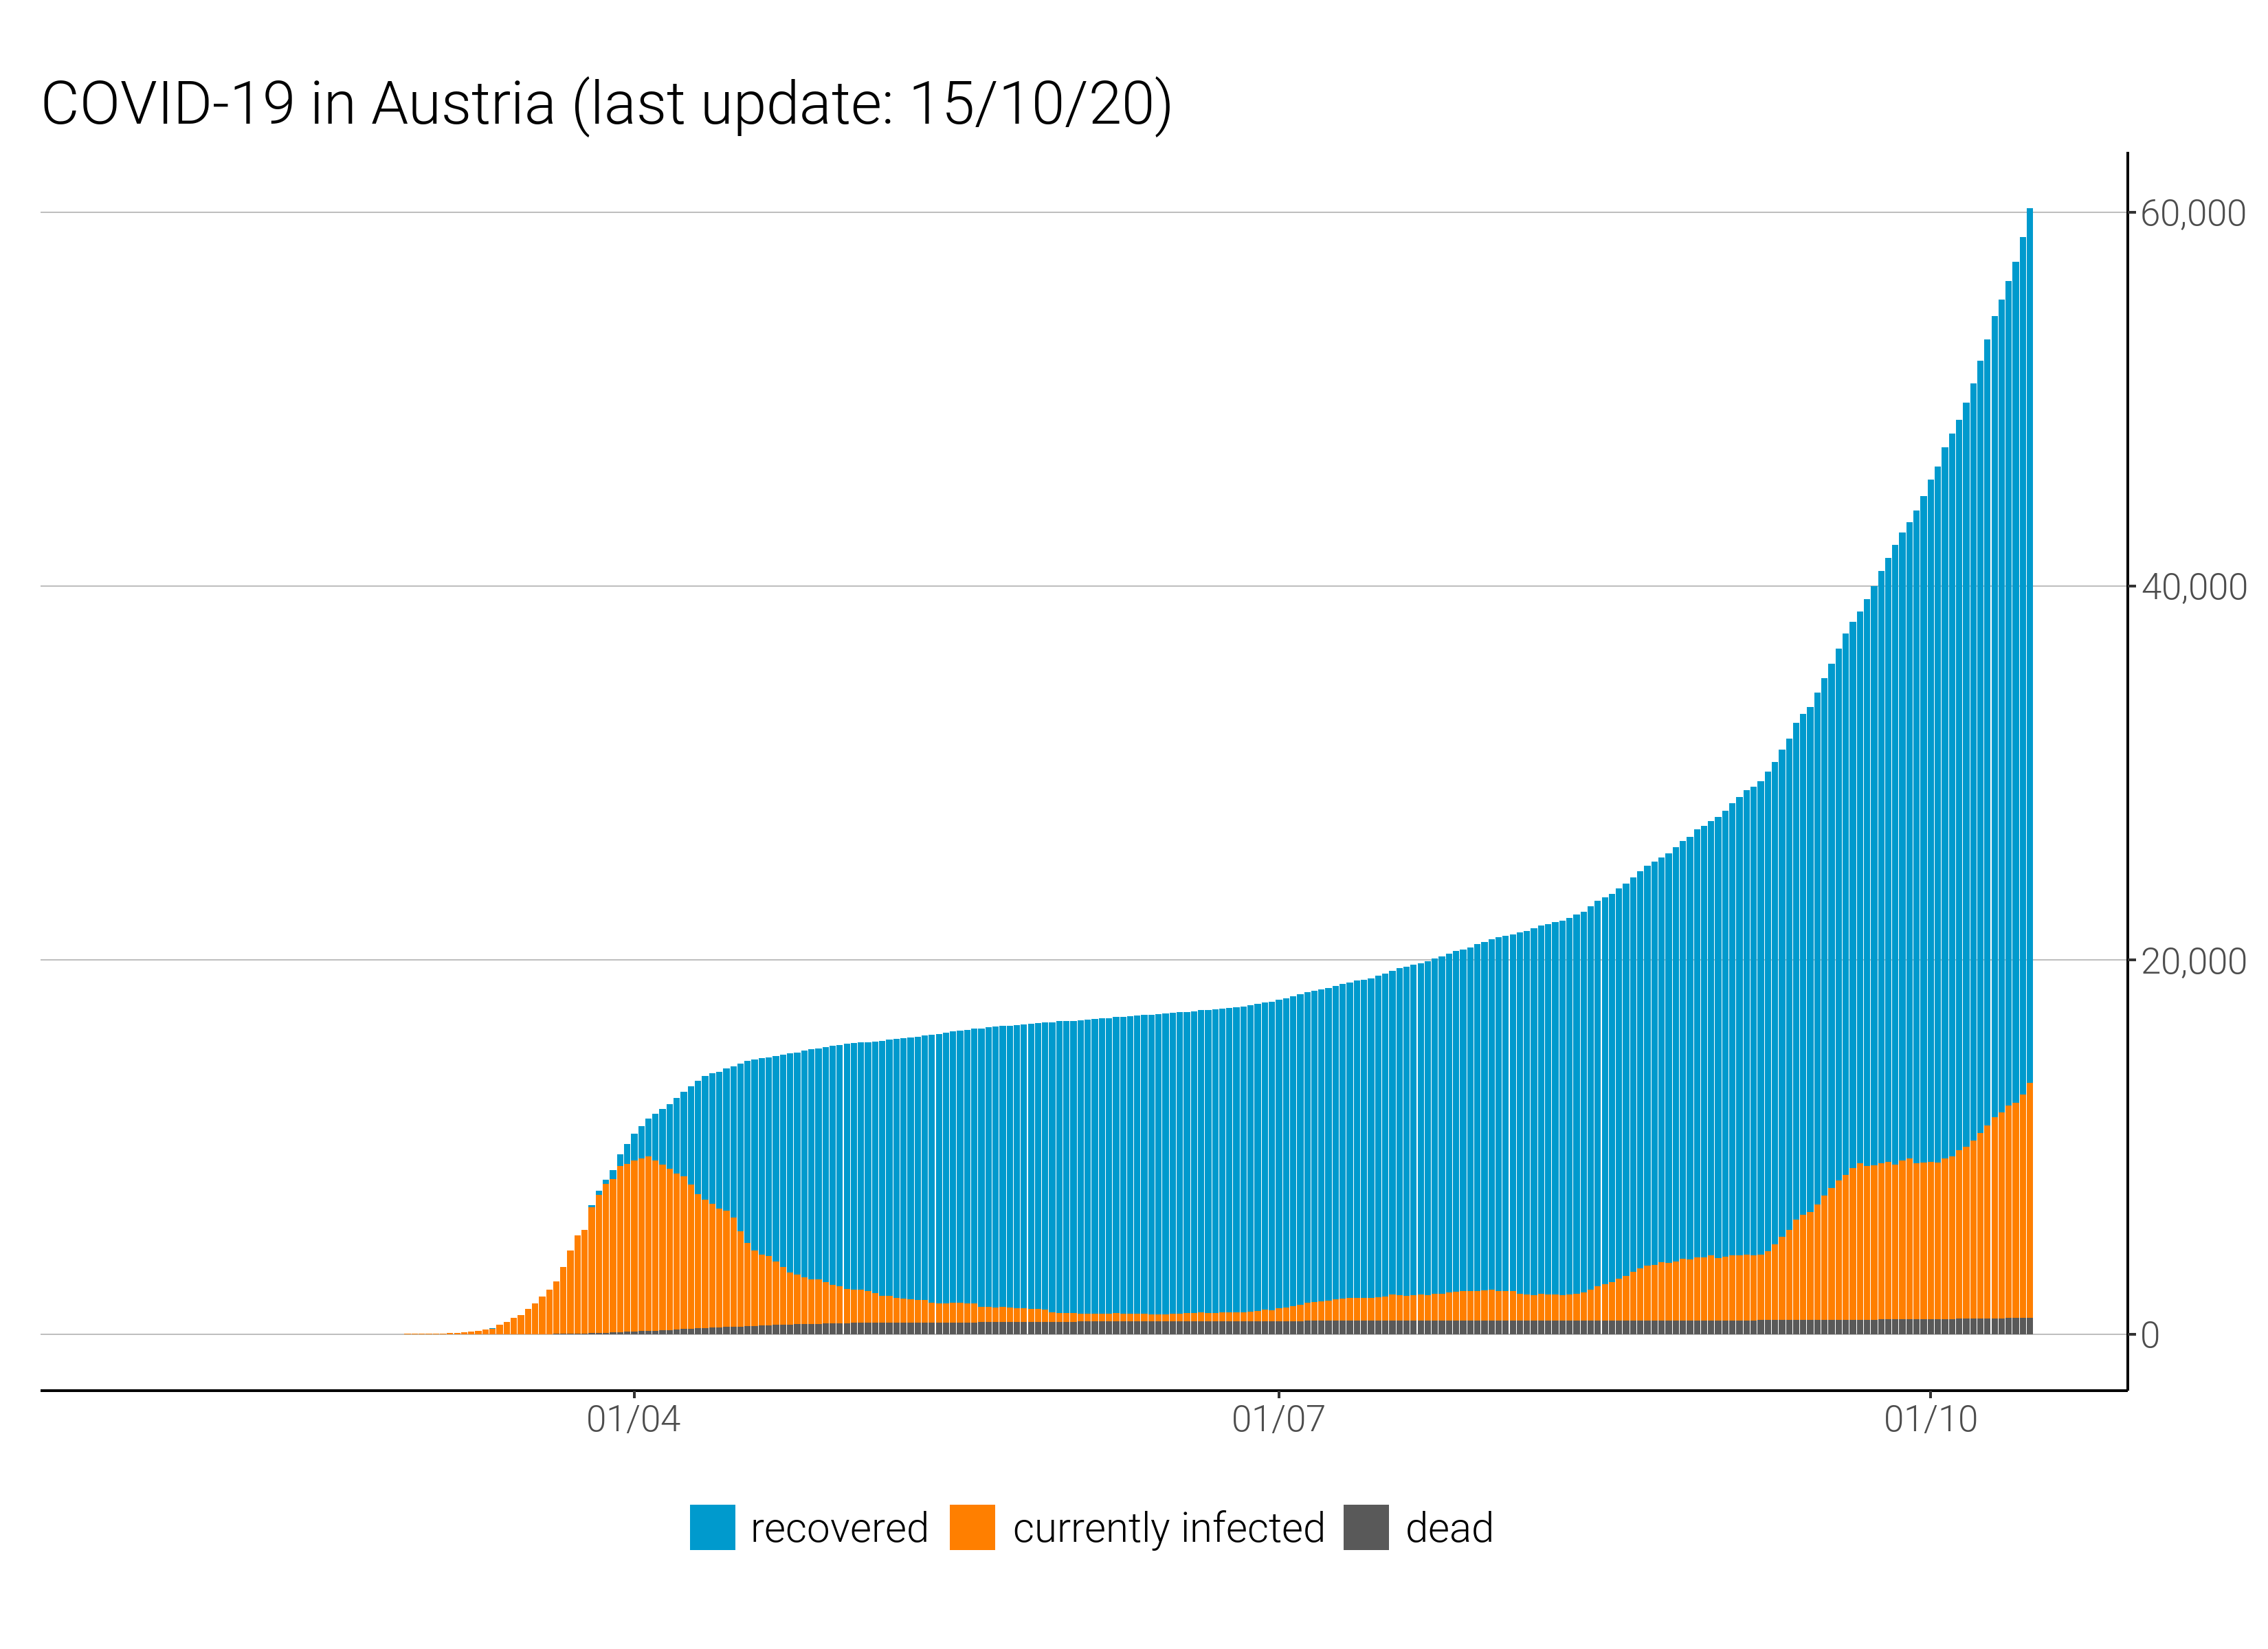 COVID-19 in Austria (last update: 15/10/20)
60,000
40,000
20,000
0
01/04 01/07 01/10
recovered currently infected dead